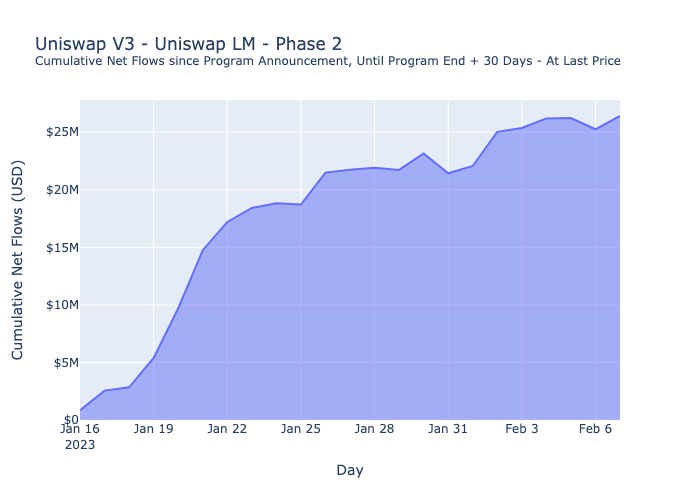 Uniswap V3 - Uniswap LM - Phase 2
Cumulative Net Flows since Program Announcement, Until Program End + 30 Days - At Last Price
Cumulative Net Flows (USD)
$25M
$20M
$15M
$10M
$5M
$0
Jan 16 Jan 19 Jan 22 Jan 25 Jan 28 Jan 31 Feb 3 Feb 6
2023
Day